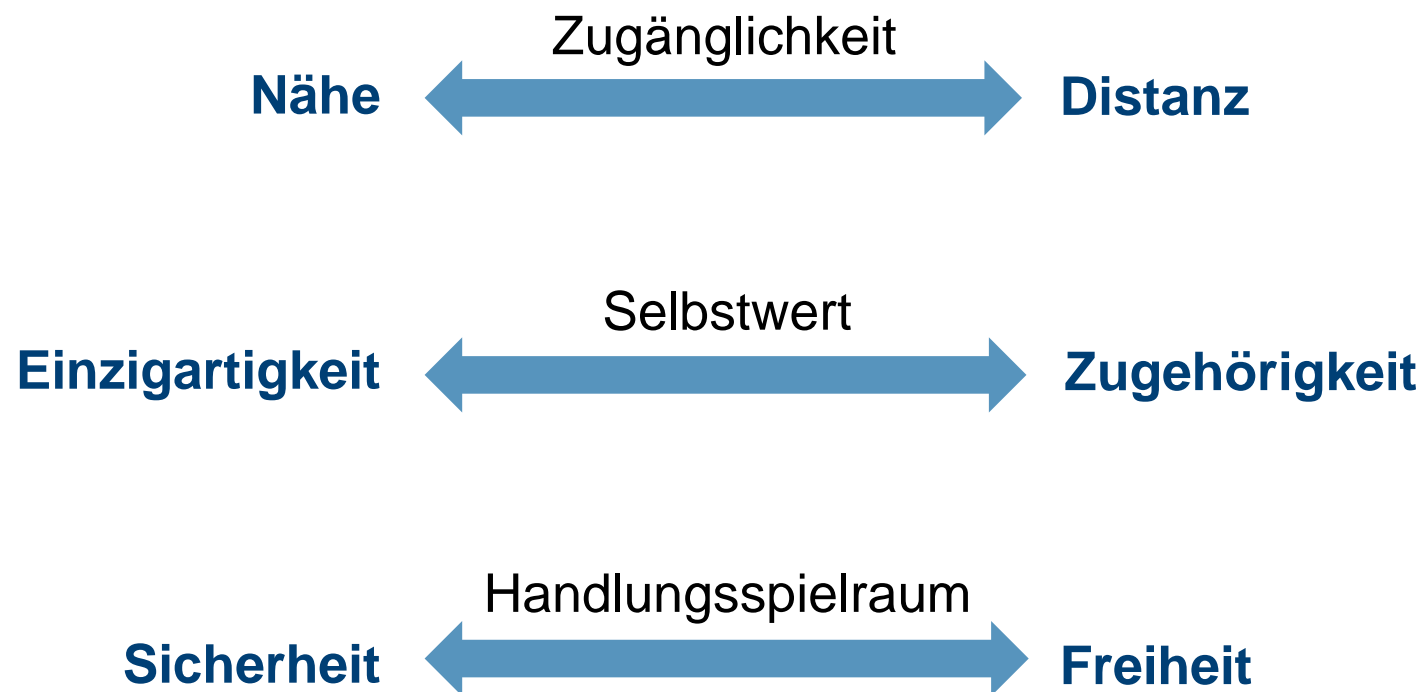 Zugänglichkeit
Nähe Distanz
Selbstwert
Einzigartigkeit Zugehörigkeit
Handlungsspielraum
Sicherheit Freiheit